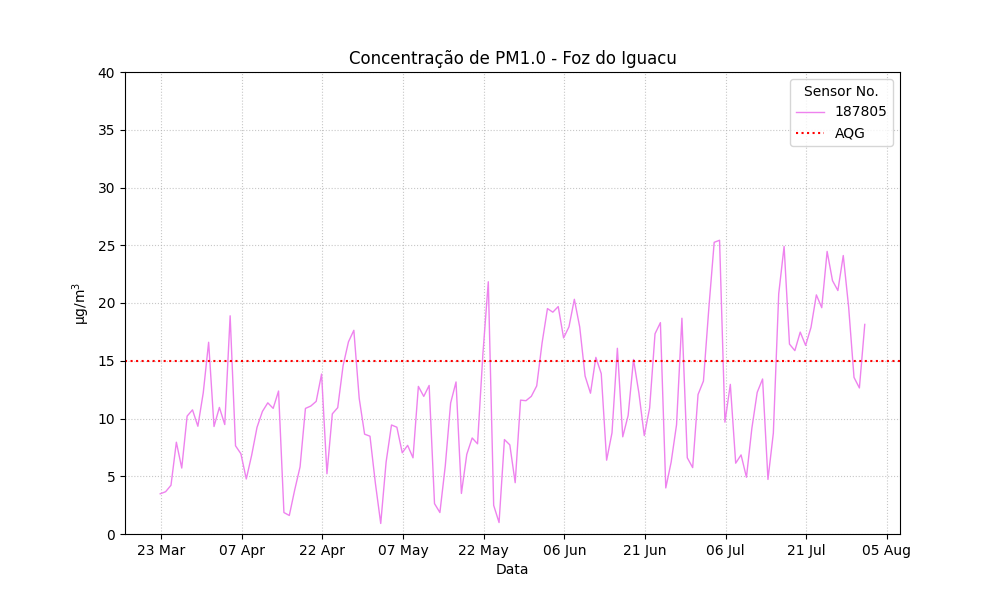 Concentração de PM1.0 - Foz do Iguacu
Sensor No.
187805
AQG
µg/m³
40
35
30
25
20
15
10
5
0
23 Mar 07 Apr 22 Apr 07 May 22 May 06 Jun 21 Jun 06 Jul 21 Jul 05 Aug
Data